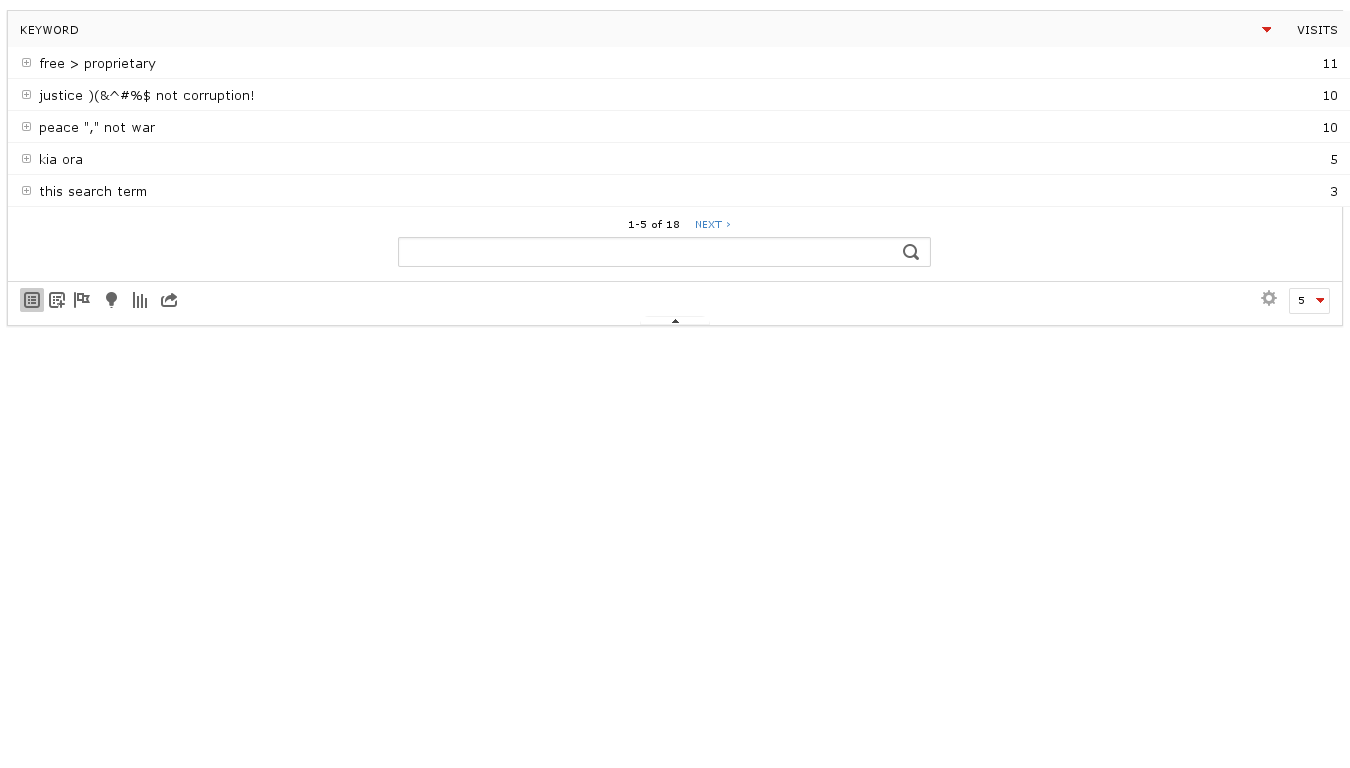 KEYWORD VISITS
free > proprietary 11
justice )(&^#%$ not corruption! 10
peace "," not war 10
kia ora 5
this search term 3
1-5 of 18 NEXT ›
5